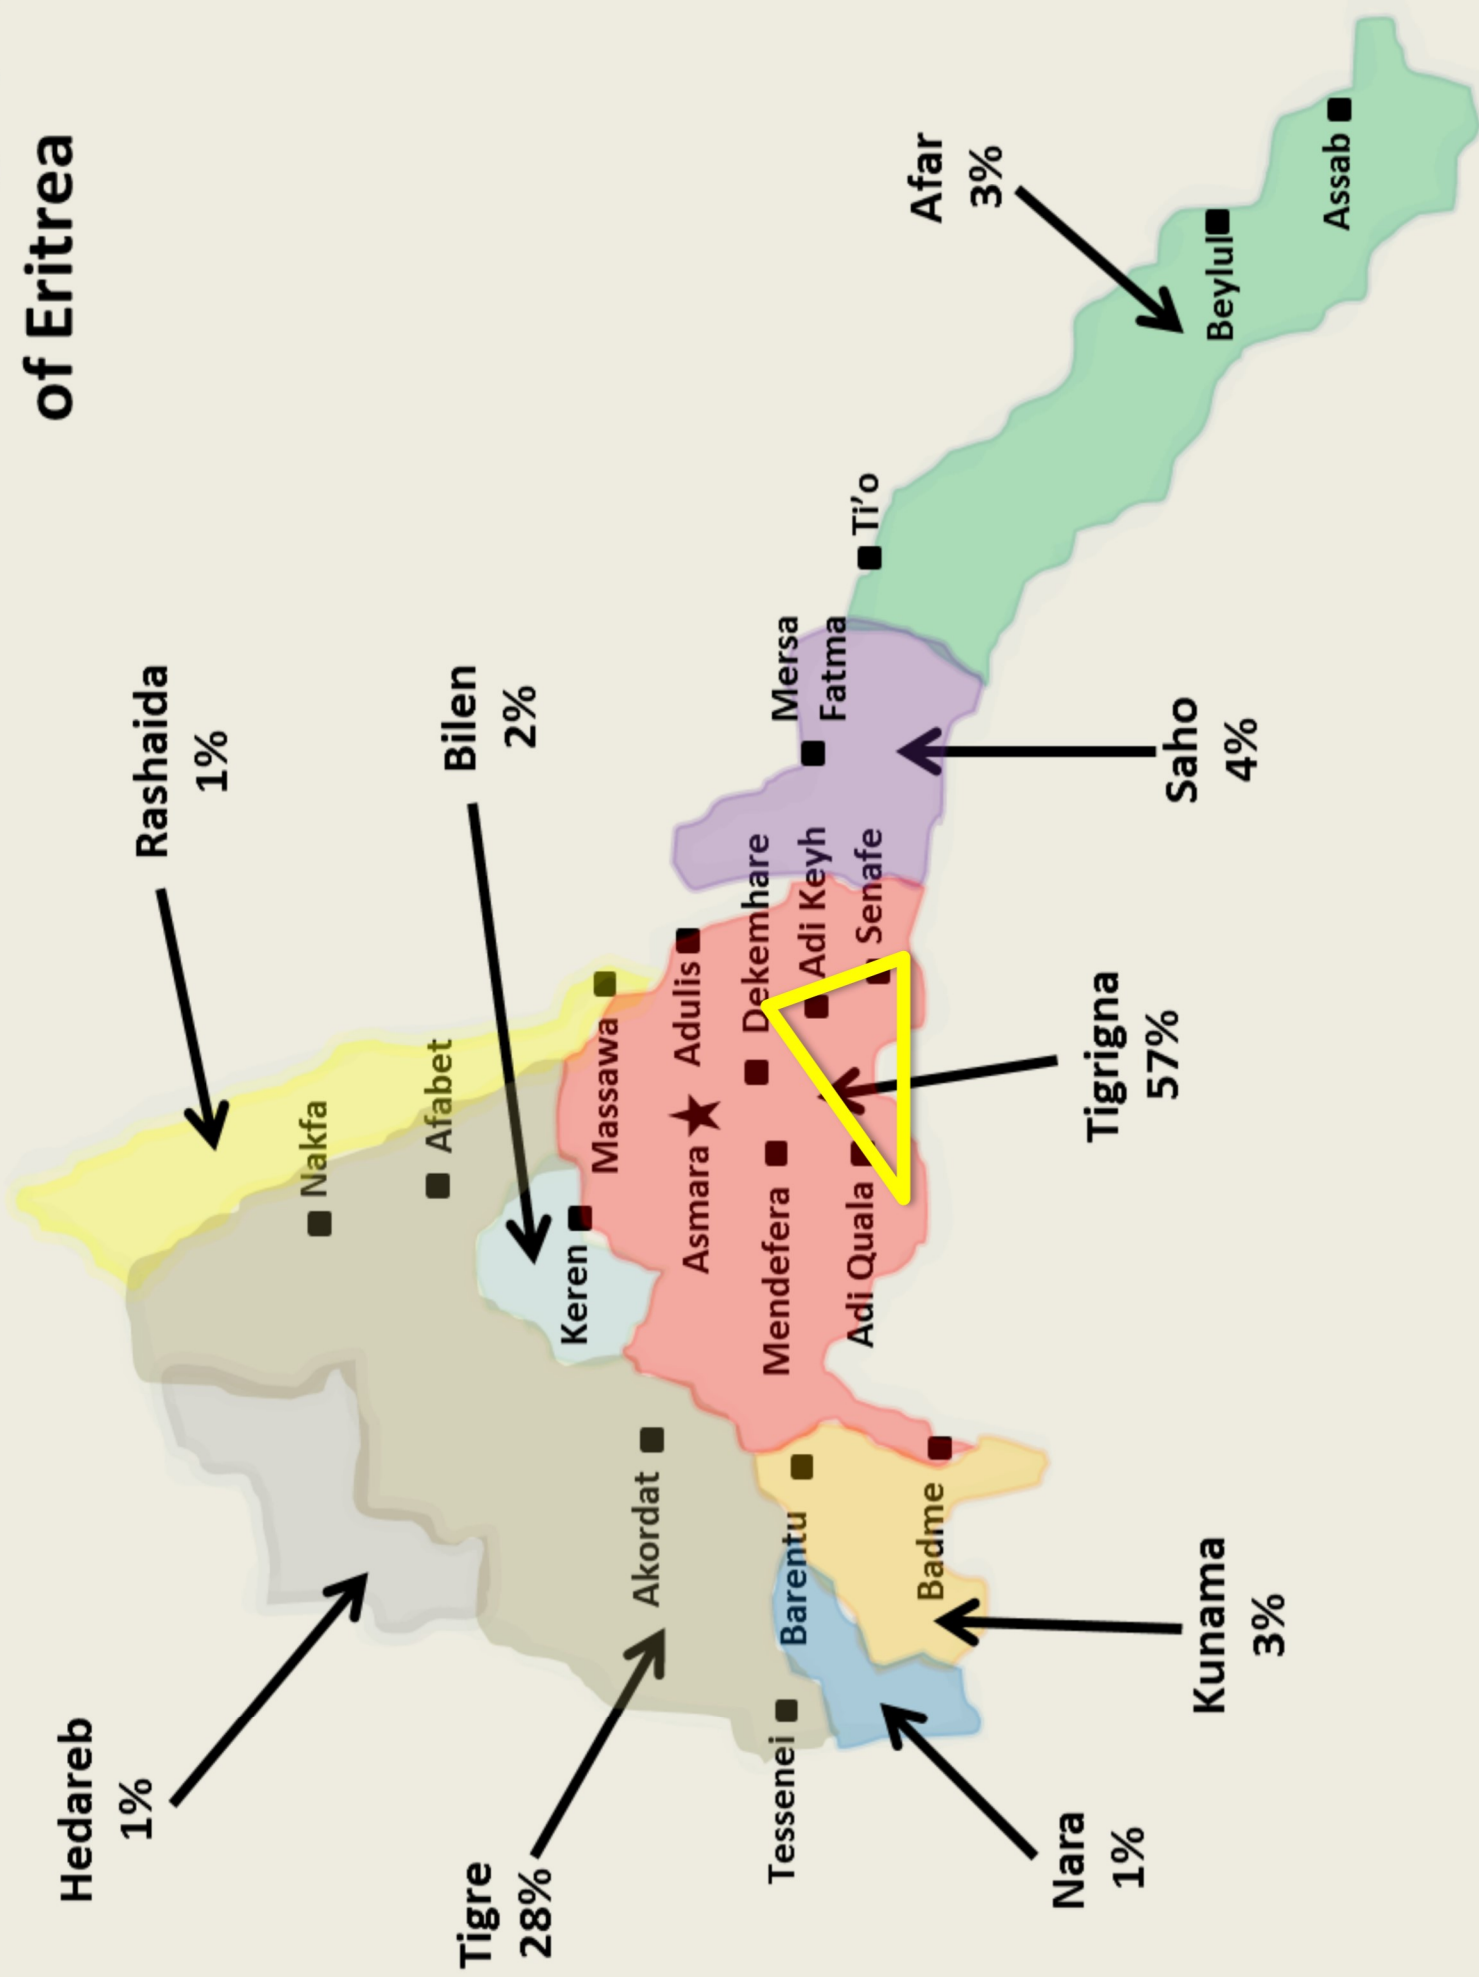 of Eritrea
Rashaida
1%
Hedareb
1%
Nakfa
Afabet
Bilen
2%
Tigre
28%
Keren
Massawa
Akordat
Asmara
Adulis
Tessenei
Barentu
Mendefera
Dekemhare
Mersa
Fatma
Adi Keyh
Adi Quala
Senafe
Ti’o
Afar
3%
Badme
Nara
1%
Tigrigna
57%
Saho
4%
Kunama
3%
Beylul
Assab